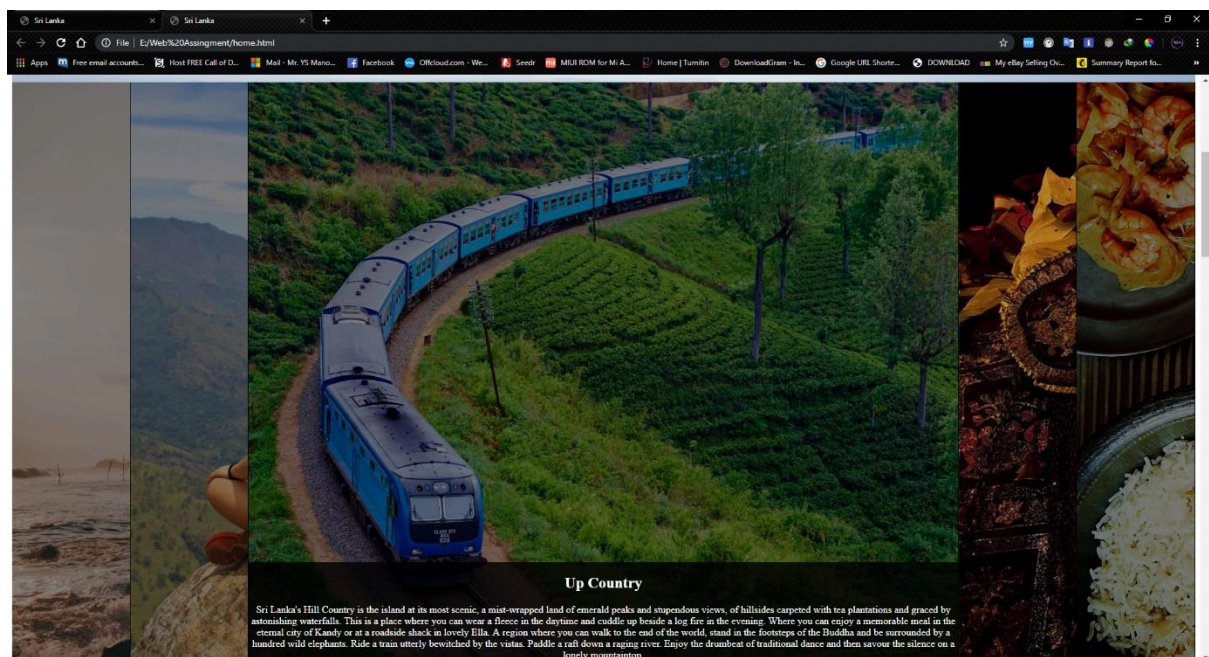 Sri Lanka
Sri Lanka
File | E:/Web%20Assingment/home.html
Apps Free email accounts... Host FREE Call of D... Mail - Mr. YS Mano... Facebook Offcloud.com - We... Seedr MIUI ROM for Mi A... Home | Turnitin DownloadGram - In... Google URL Shorte... DOWNLOAD My eBay Selling Ov... Summary Report fo... »
Up Country
Sri Lanka's Hill Country is the island at its most scenic, a mist-wrapped land of emerald peaks and stupendous views, of hillsides carpeted with tea plantations and graced by
astonishing waterfalls. This is a place where you can wear a fleece in the daytime and cuddle up beside a log fire in the evening. Where you can enjoy a memorable meal in the
eternal city of Kandy or at a roadside shack in lovely Ella. A region where you can walk to the end of the world, stand in the footsteps of the Buddha and be surrounded by a
hundred wild elephants. Ride a train utterly bewitched by the vistas. Paddle a raft down a raging river. Enjoy the drumbeat of traditional dance and then savour the silence on a
lonely mountaintop